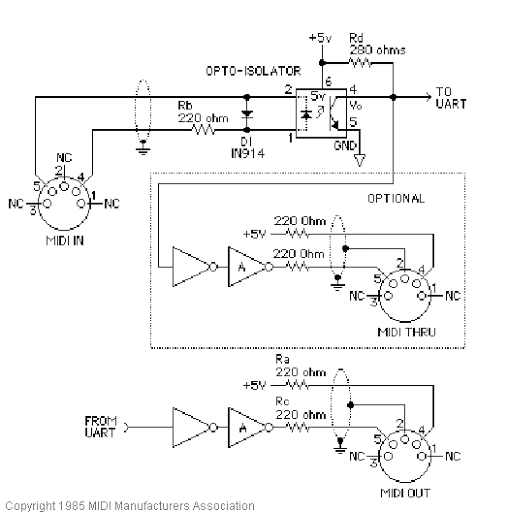 +5v
Rd
280 ohms
OPTO-ISOLATOR
2
6
5V
4
TO
UART
Rb
220 ohm
Vo
5
1
D1
IN914
GND
NC
2
5
4
NC
3
1
NC
MIDI IN
OPTIONAL
220 Ohm
+5V
220 Ohm
A
2
5
4
NC
3
1
NC
MIDI THRU
Ra
220 ohm
+5V
Rc
220 ohm
FROM
UART
A
2
5
4
NC
3
1
NC
MIDI OUT
Copyright 1985 MIDI Manufacturers Association